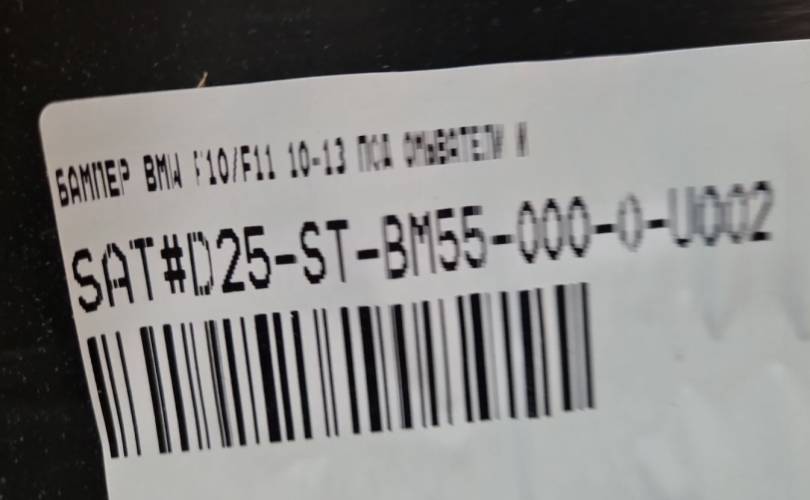 БАМПЕР BMW F10/F11 10-13 ПОД ОМЫВАТЕЛИ И
SAT#D25-ST-BM55-000-0-U002